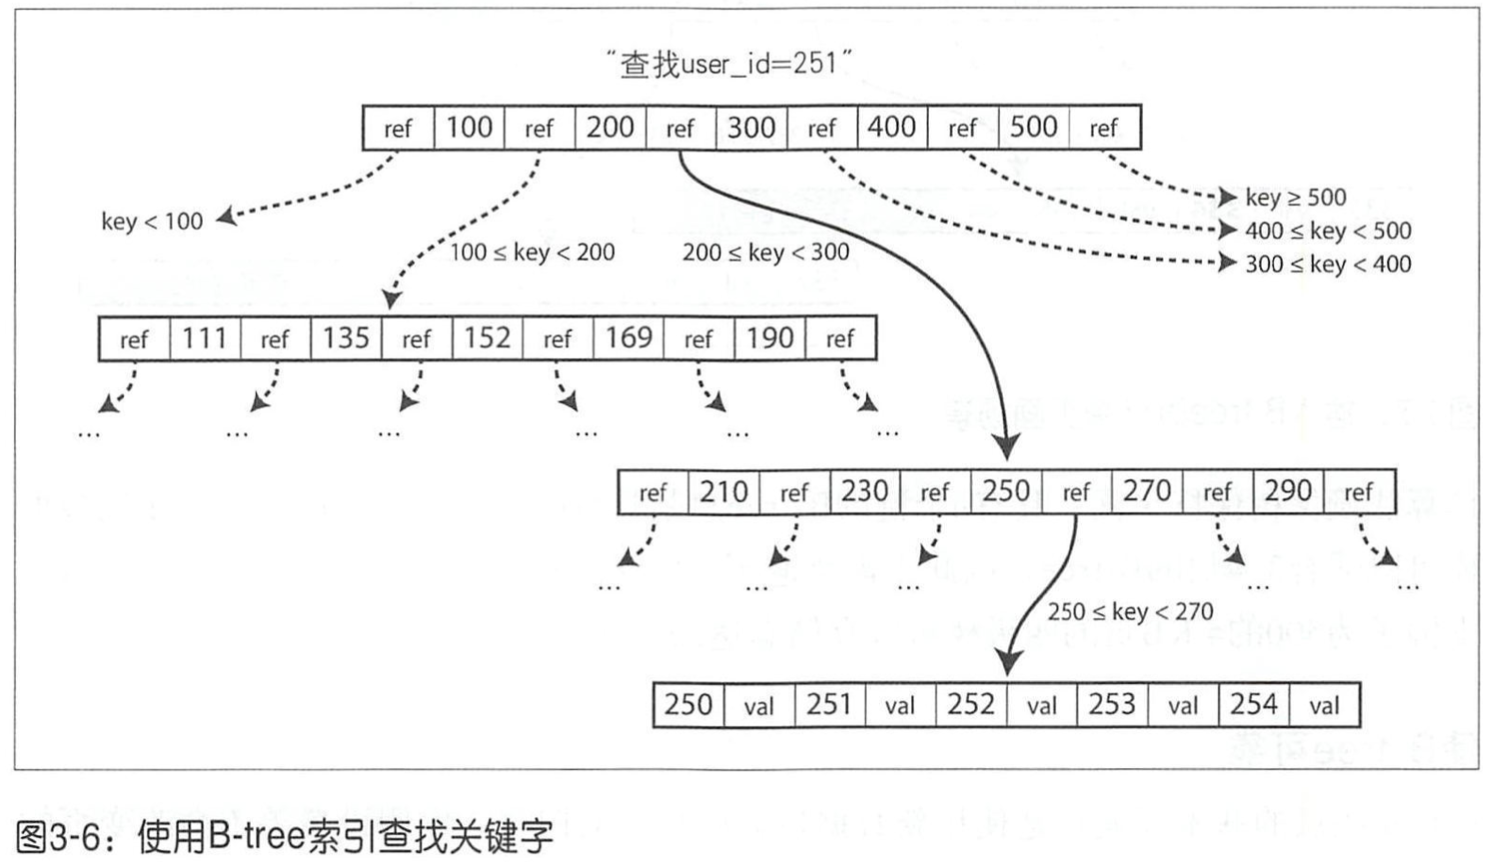 “查找user_id=251”
ref 100 ref 200 ref 300 ref 400 ref 500 ref
key < 100
100 ≤ key < 200
200 ≤ key < 300
key ≥ 500
400 ≤ key < 500
300 ≤ key < 400
ref 111 ref 135 ref 152 ref 169 ref 190 ref
... ... ... ... ... ...
ref 210 ref 230 ref 250 ref 270 ref 290 ref
... ... ... ... ...
250 ≤ key < 270
250 val 251 val 252 val 253 val 254 val
图3-6：使用B-tree索引查找关键字